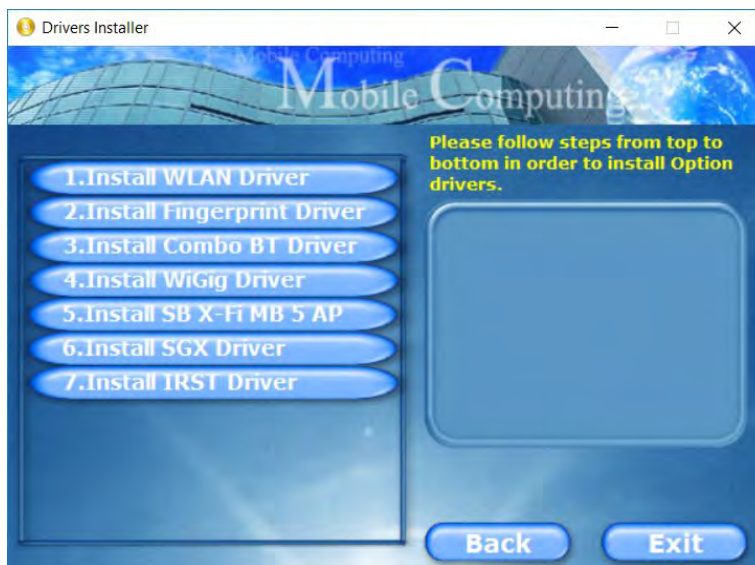 Drivers Installer
Mobile Computing
Mobile Computing
Please follow steps from top to
bottom in order to install Option
drivers.
1.Install WLAN Driver
2.Install Fingerprint Driver
3.Install Combo BT Driver
4.Install WiGig Driver
5.Install SB X-Fi MB 5 AP
6.Install SGX Driver
7.Install IRST Driver
Back
Exit